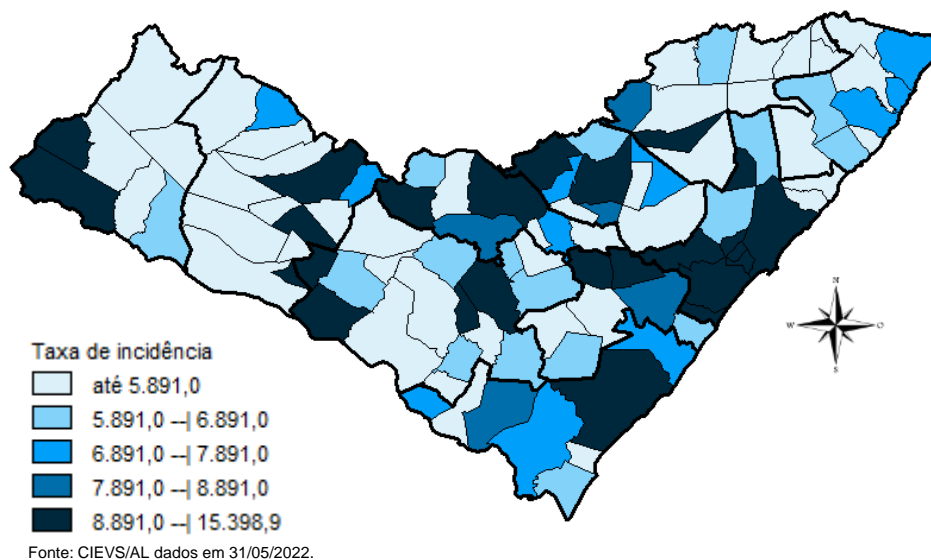 N
W
O
S
Taxa de incidência
até 5.891,0
5.891,0 --| 6.891,0
6.891,0 --| 7.891,0
7.891,0 --| 8.891,0
8.891,0 --| 15.398,9
Fonte: CIEVS/AL dados em 31/05/2022.